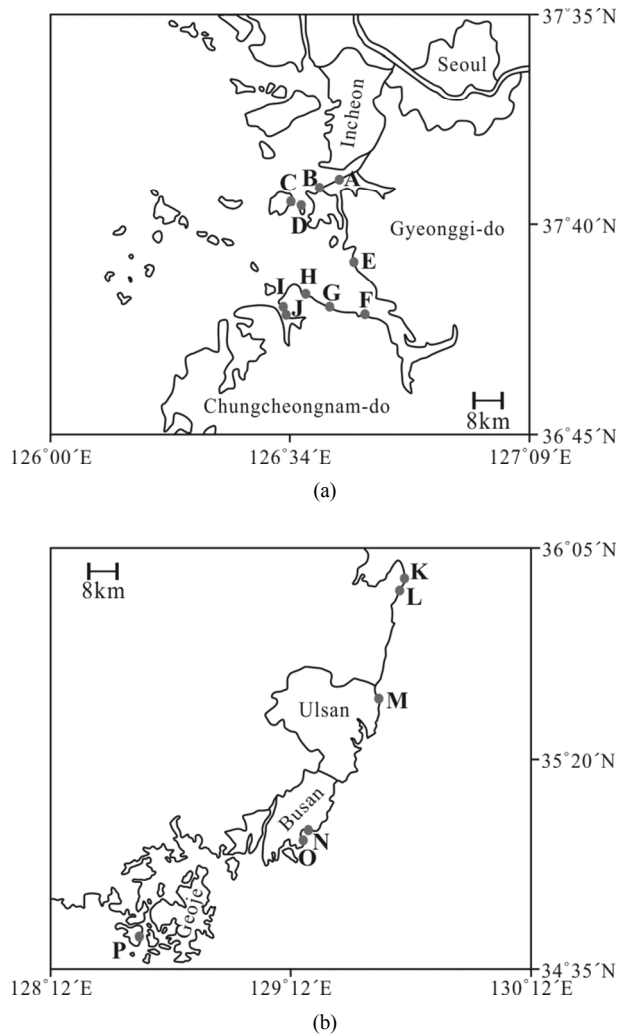 37˚35´N
Seoul
Incheon
B
A
C
D
37˚40´N
Gyeonggi-do
E
H
I
G
F
J
Chungcheongnam-do
8km
36˚45´N
126˚00´E
126˚34´E
127˚09´E
(a)
36˚05´N
8km
K
L
Ulsan
M
35˚20´N
Busan
N
O
Geoje
P
34˚35´N
128˚12´E
129˚12´E
130˚12´E
(b)